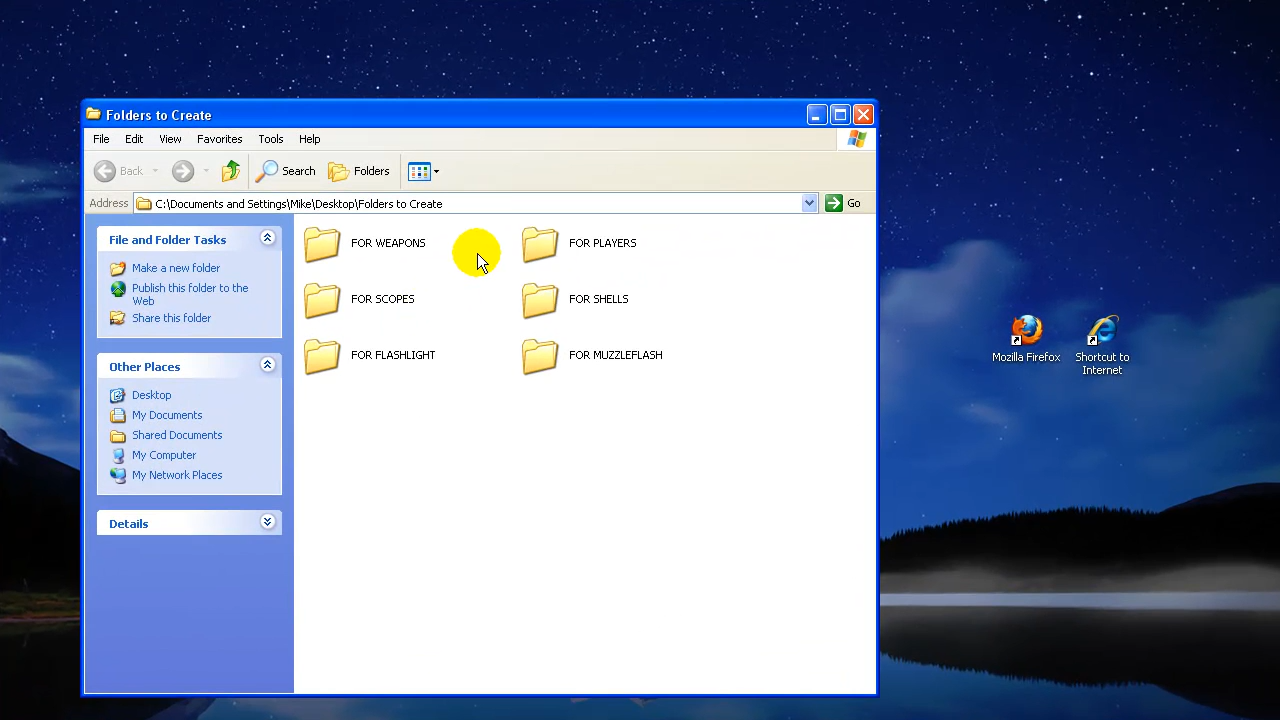 Folders to Create
File Edit View Favorites Tools Help
Back Search Folders
Address C:\Documents and Settings\Mike\Desktop\Folders to Create Go
File and Folder Tasks
Make a new folder
Publish this folder to the
Web
Share this folder
Other Places
Desktop
My Documents
Shared Documents
My Computer
My Network Places
Details
FOR WEAPONS FOR PLAYERS
FOR SCOPES FOR SHELLS
FOR FLASHLIGHT FOR MUZZLEFLASH
Mozilla Firefox
Shortcut to
Internet